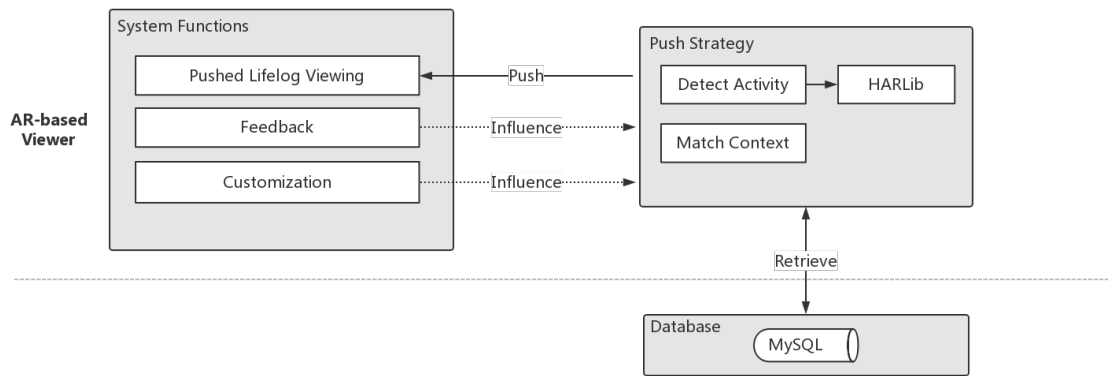 System Functions
Pushed Lifelog Viewing
Feedback
Customization
AR-based
Viewer
Push
Influence
Influence
Push Strategy
Detect Activity
HARLib
Match Context
Retrieve
Database
MySQL